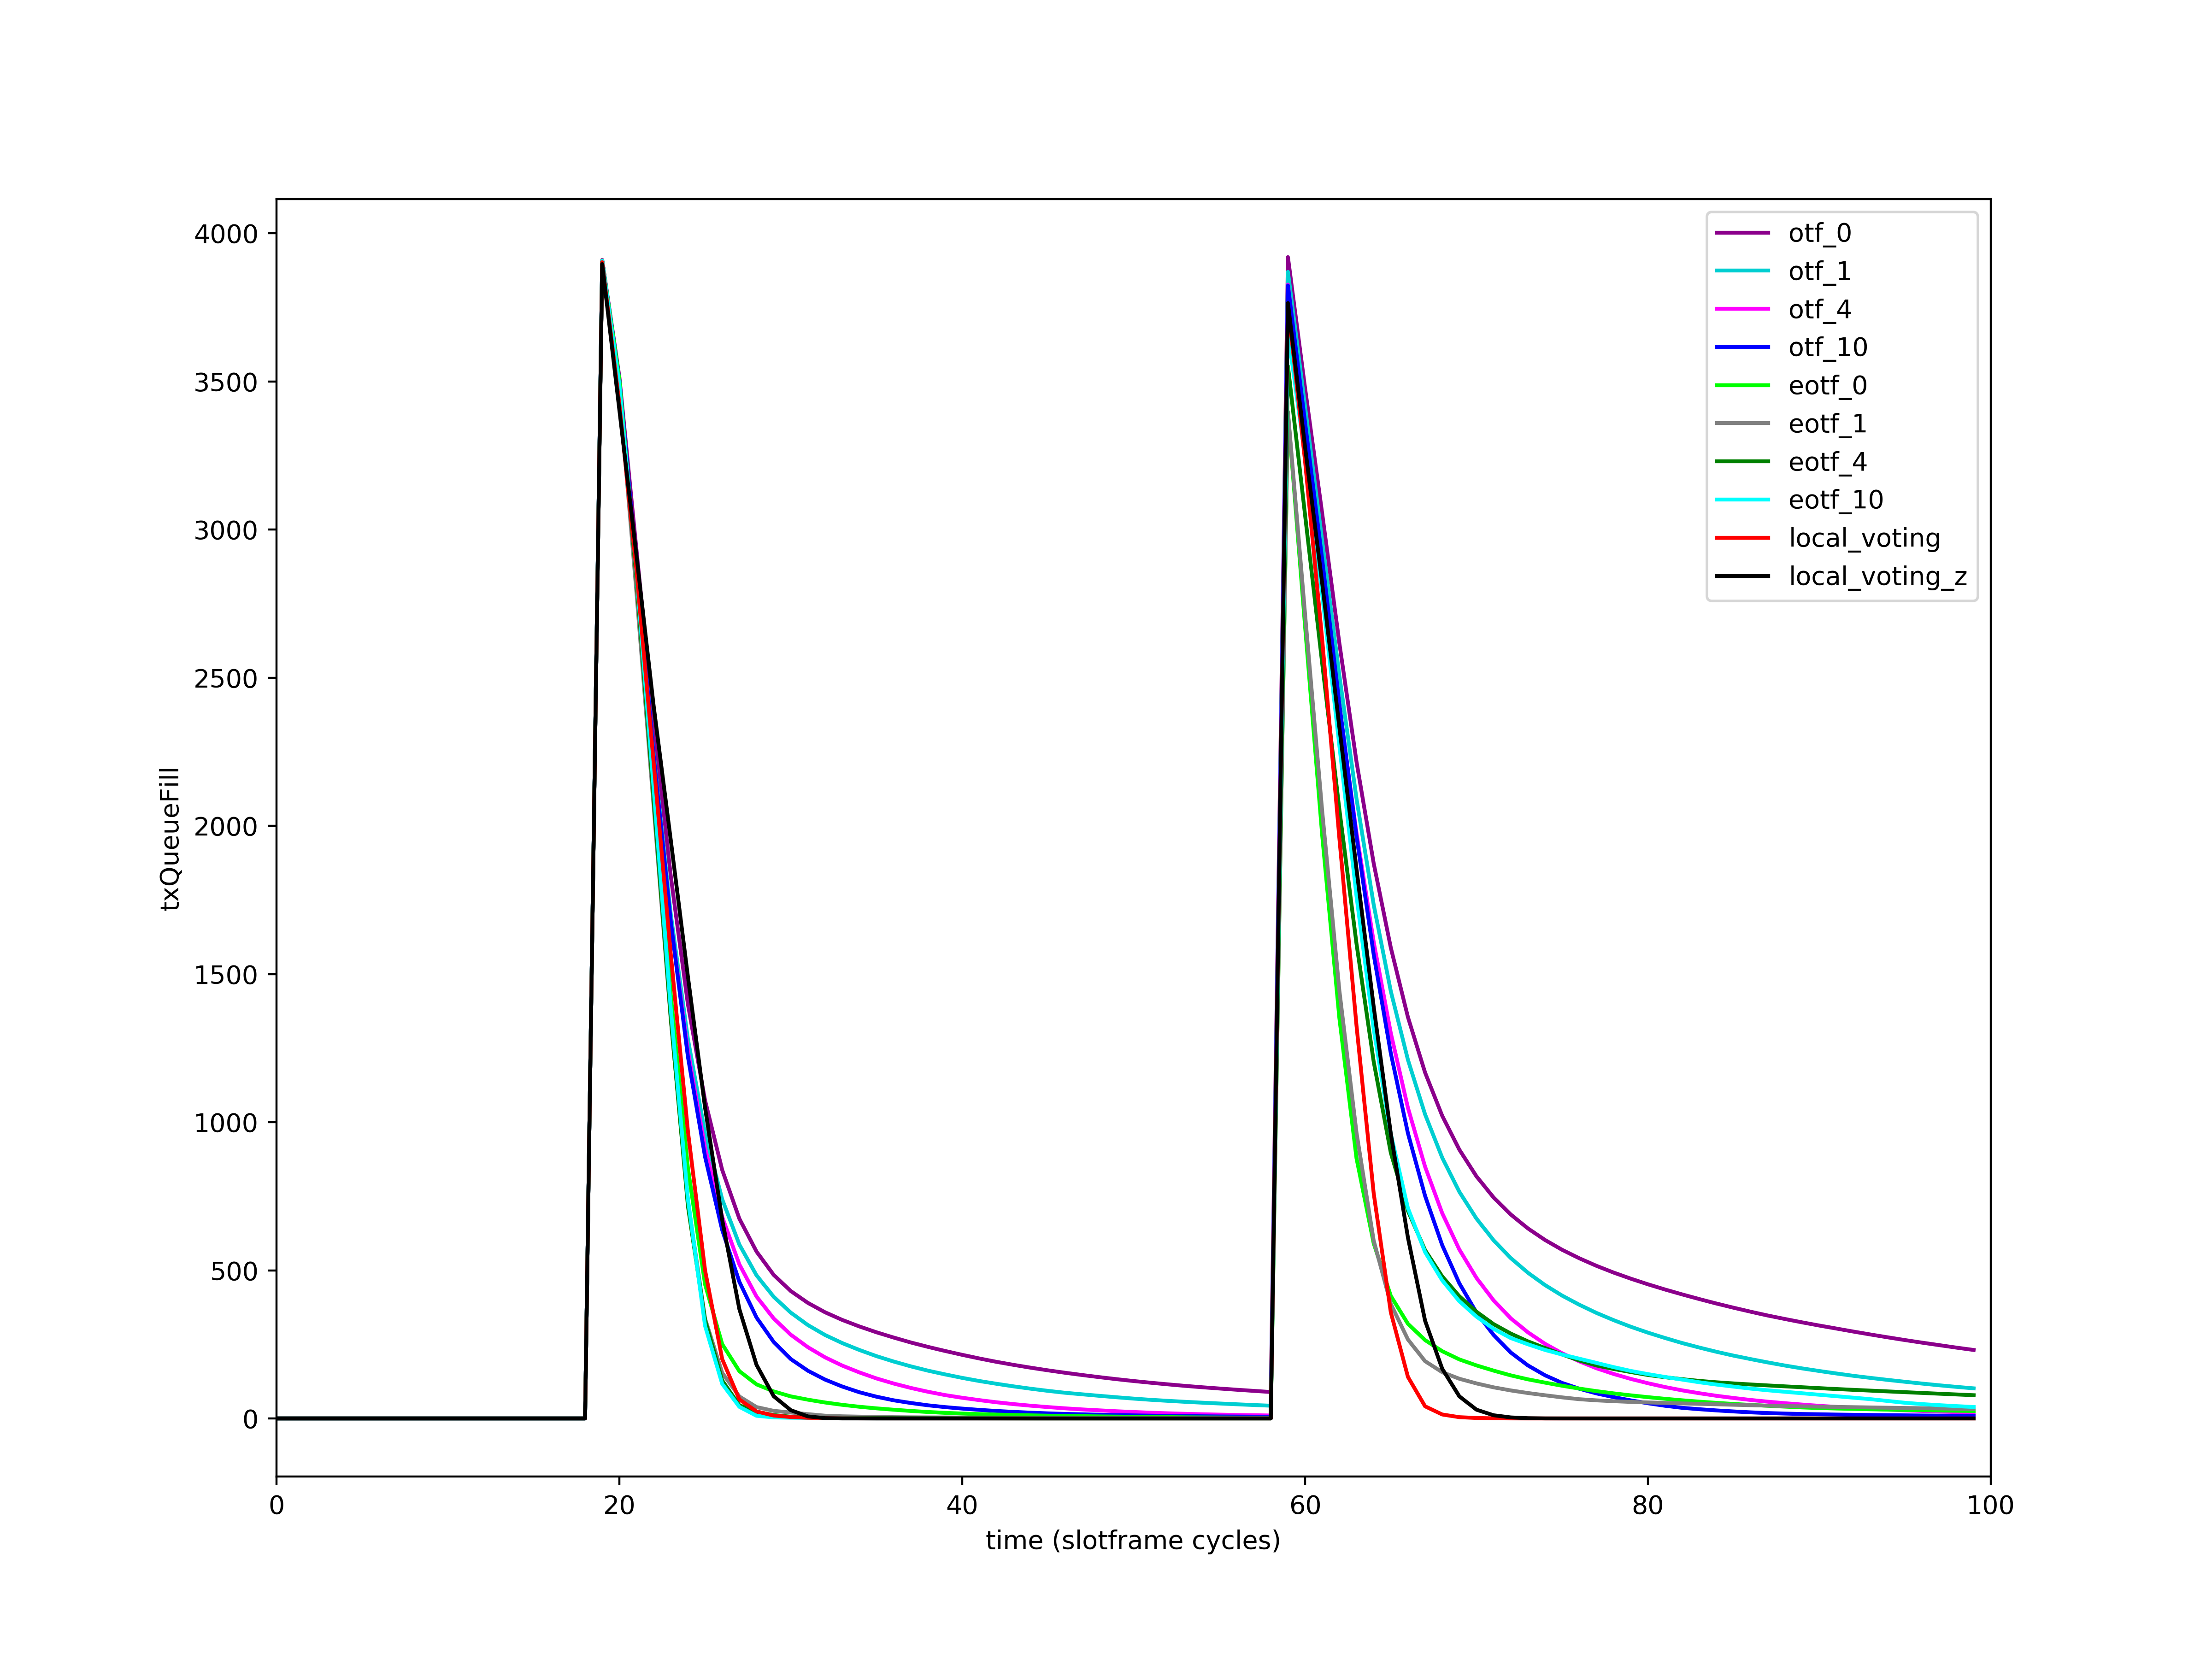 4000
3500
3000
2500
2000
1500
1000
500
0
txQueueFill
0 20 40 60 80 100
time (slotframe cycles)
otf_0
otf_1
otf_4
otf_10
eotf_0
eotf_1
eotf_4
eotf_10
local_voting
local_voting_z